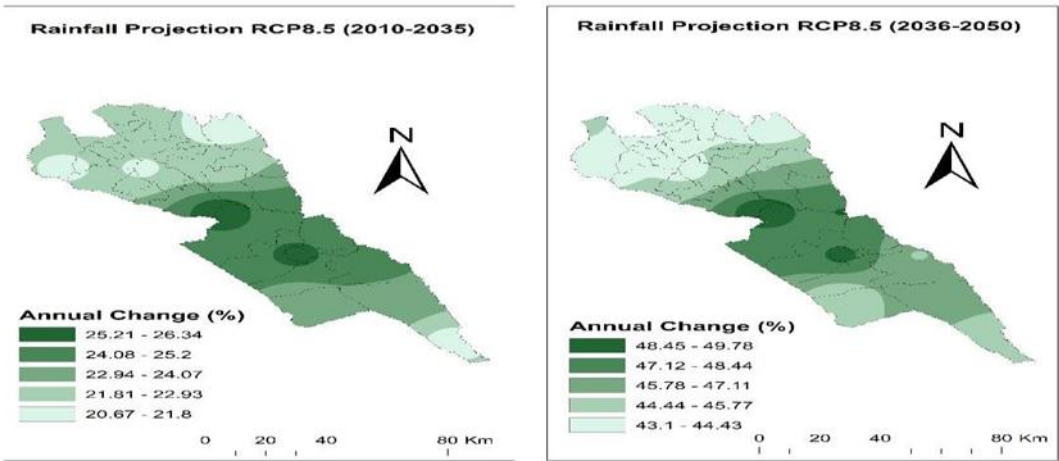 Rainfall Projection RCP8.5 (2010-2035)
N
Annual Change (%)
25.21 - 26.34
24.08 - 25.2
22.94 - 24.07
21.81 - 22.93
20.67 - 21.8
0 20 40 80 Km
Rainfall Projection RCP8.5 (2036-2050)
N
Annual Change (%)
48.45 - 49.78
47.12 - 48.44
45.78 - 47.11
44.44 - 45.77
43.1 - 44.43
0 20 40 80 Km